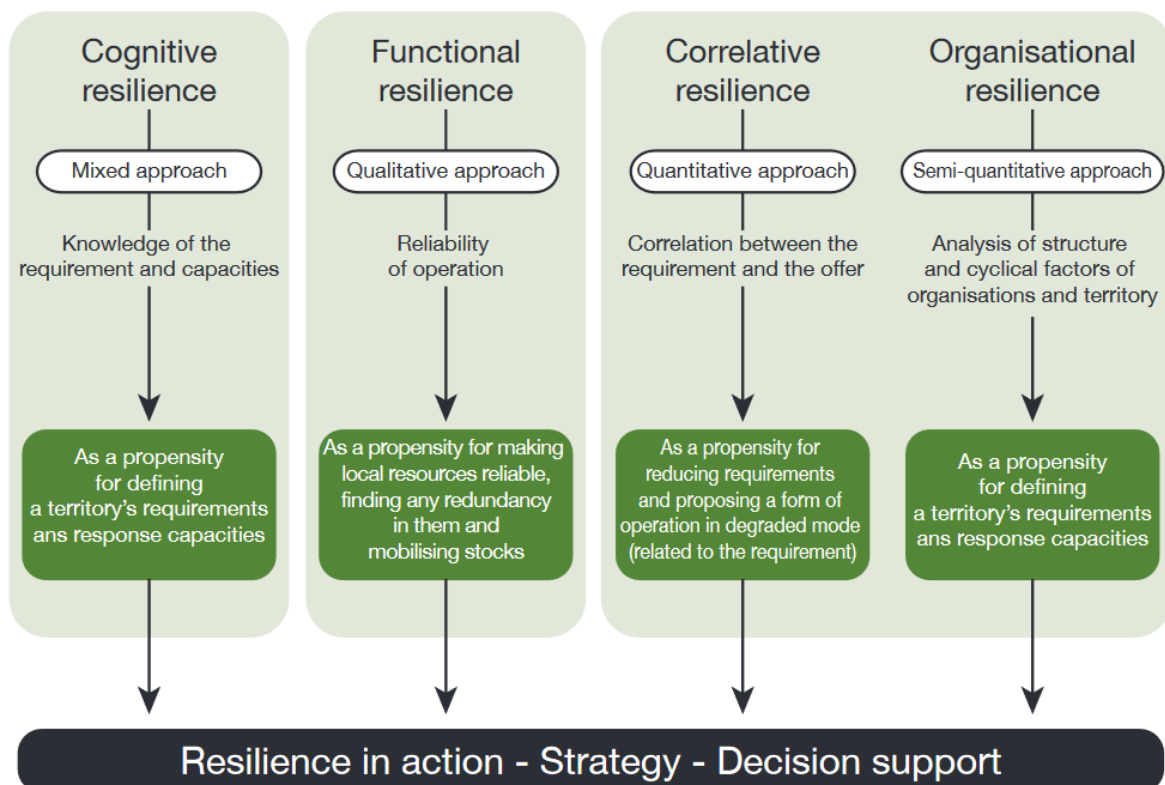 Cognitive
resilience
Mixed approach
Knowledge of the
requirement and capacities
As a propensity
for defining
a territory's requirements
ans response capacities
Functional
resilience
Qualitative approach
Reliability
of operation
As a propensity for making
local resources reliable,
finding any redundancy
in them and
mobilising stocks
Correlative
resilience
Quantitative approach
Correlation between the
requirement and the offer
As a propensity for
reducing requirements
and proposing a form of
operation in degraded mode
(related to the requirement)
Organisational
resilience
Semi-quantitative approach
Analysis of structure
and cyclical factors of
organisations and territory
As a propensity
for defining
a territory's requirements
ans response capacities
Resilience in action - Strategy - Decision support